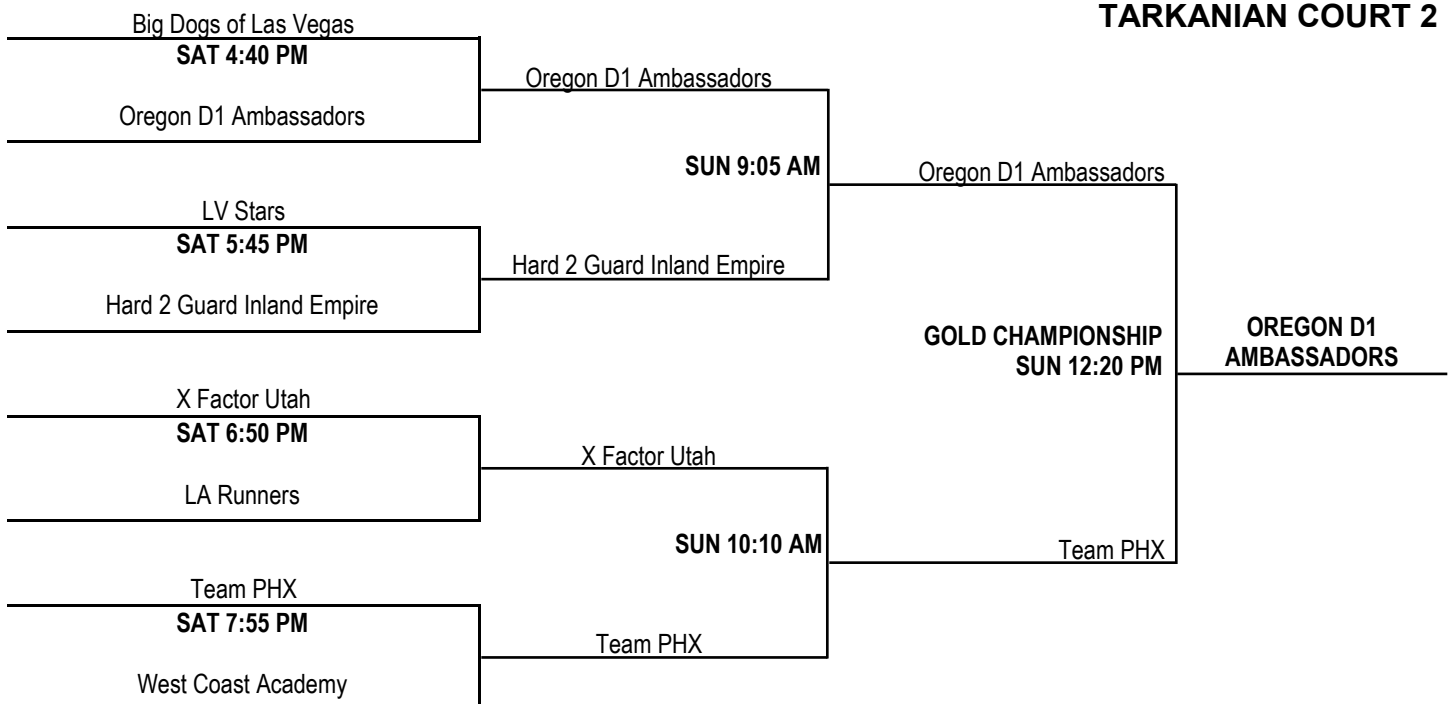 TARKANIAN COURT 2
Big Dogs of Las Vegas
SAT 4:40 PM
Oregon D1 Ambassadors
Oregon D1 Ambassadors
SUN 9:05 AM
Oregon D1 Ambassadors
LV Stars
SAT 5:45 PM
Hard 2 Guard Inland Empire
Hard 2 Guard Inland Empire
GOLD CHAMPIONSHIP
SUN 12:20 PM
OREGON D1
AMBASSADORS
X Factor Utah
SAT 6:50 PM
X Factor Utah
LA Runners
SUN 10:10 AM
Team PHX
Team PHX
SAT 7:55 PM
Team PHX
West Coast Academy